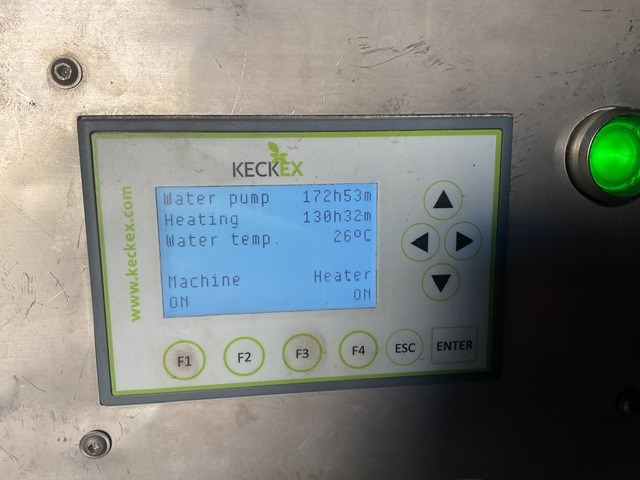 KECKEX
www.keckex.com
Water pump 172h53m
Heating 130h32m
Water temp. 26ºC
Machine Heater
ON ON
F1 F2 F3 F4 ESC ENTER